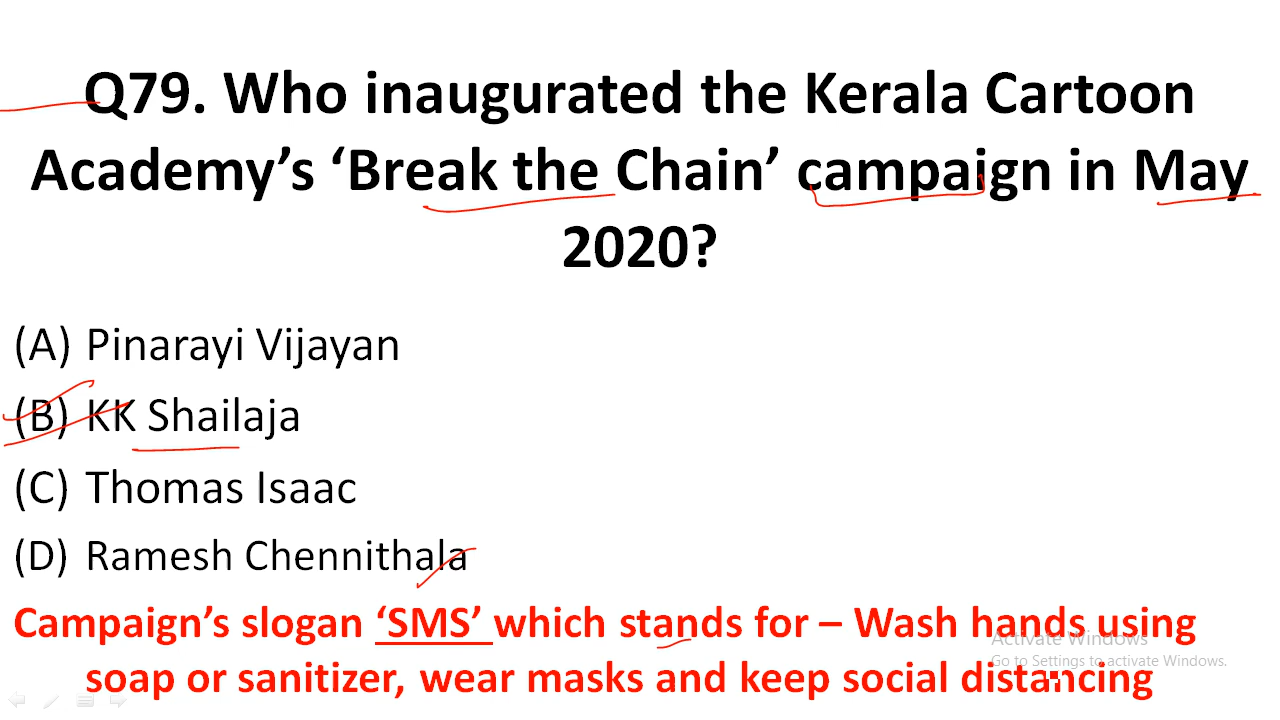 Q79. Who inaugurated the Kerala Cartoon
Academy’s ‘Break the Chain’ campaign in May
2020?
(A) Pinarayi Vijayan
(B) KK Shailaja
(C) Thomas Isaac
(D) Ramesh Chennithala
Campaign’s slogan ‘SMS’ which stands for – Wash hands using
soap or sanitizer, wear masks and keep social distancing
Activate Windows
Go to Settings to activate Windows.